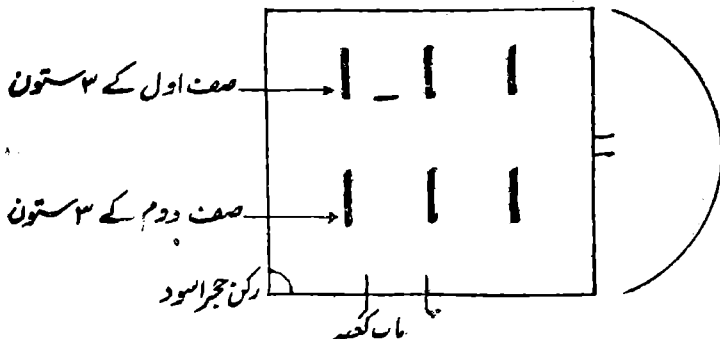 صف اول کے ۳ ستون
صف دوم کے ۳ ستون
رکن حجر اسود
باب کعبہ